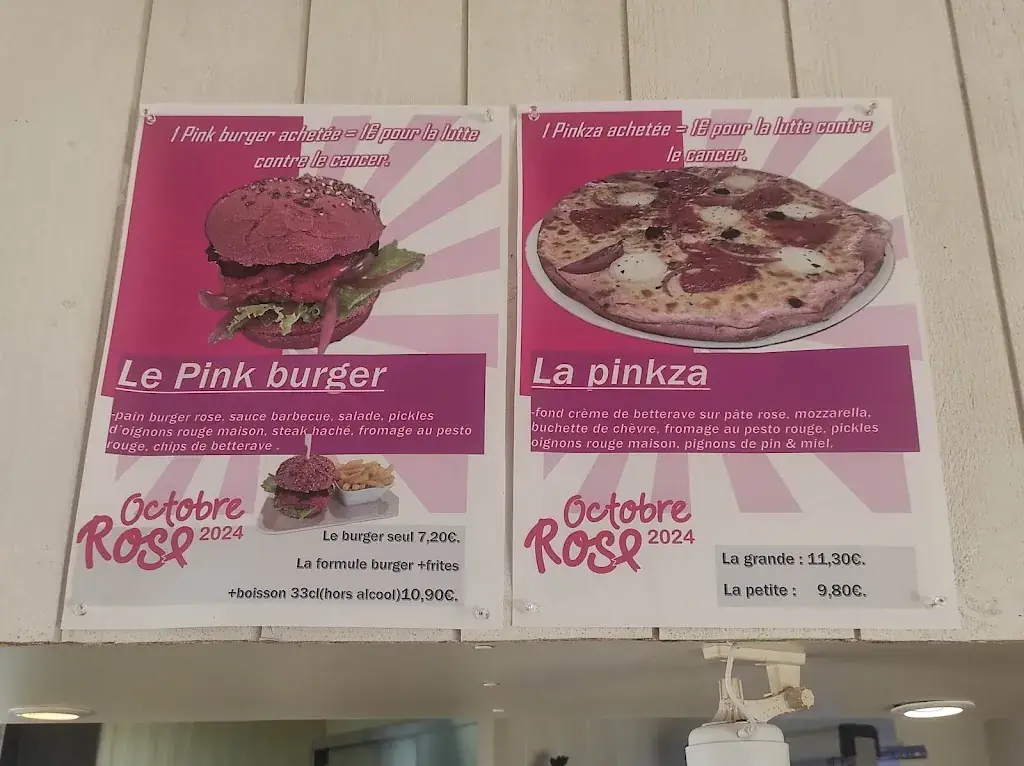 1 Pink burger achetée = 1€ pour la lutte
contre le cancer.
Le Pink burger
-pain burger rose, sauce barbecue, salade, pickles
d'oignons rouge maison, steak haché, fromage au pesto
rouge, chips de betterave .
Octobre
Rose 2024
Le burger seul 7,20€.
La formule burger +frites
+boisson 33cl(hors alcool)10,90€.
1 Pinkza achetée = 1€ pour la lutte contre
le cancer.
La pinkza
-fond crème de betterave sur pâte rose, mozzarella,
buchette de chèvre, fromage au pesto rouge, pickles
oignons rouge maison, pignons de pin & miel.
Octobre
Rose 2024
La grande : 11,30€.
La petite : 9,80€.